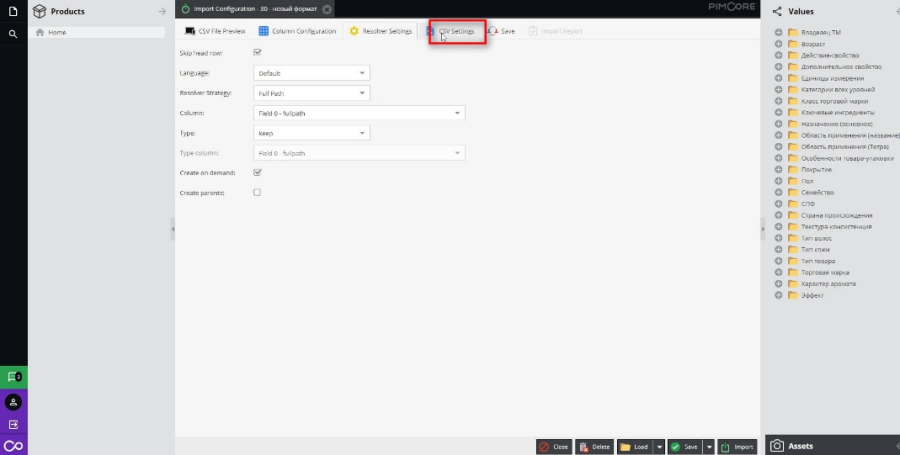 Products
Home
Import Configuration - 3D - новый формат
PIMCORE
CSV File Preview
Column Configuration
Resolver Settings
CSV Settings
Save
Import Report
Skip head row:
Language:
Default
Resolver Strategy:
Full Path
Column:
Field 0 - fullpath
Type:
keep
Type column:
Field 0 - fullpath
Create on demand:
Create parents:
Close
Delete
Load
Save
Import
Values
Владелец ТМ
Возраст
Действие-свойство
Дополнительное свойство
Единицы измерения
Категории всех уровней
Класс торговой марки
Ключевые ингредиенты
Назначение (основное)
Область применения (название)
Область применения (Тетра)
Особенности товара-упаковки
Покрытие
Пол
Семейство
СПФ
Страна происхождения
Текстура-консистенция
Тип волос
Тип кожи
Тип товара
Торговая марка
Характер аромата
Эффект
Assets